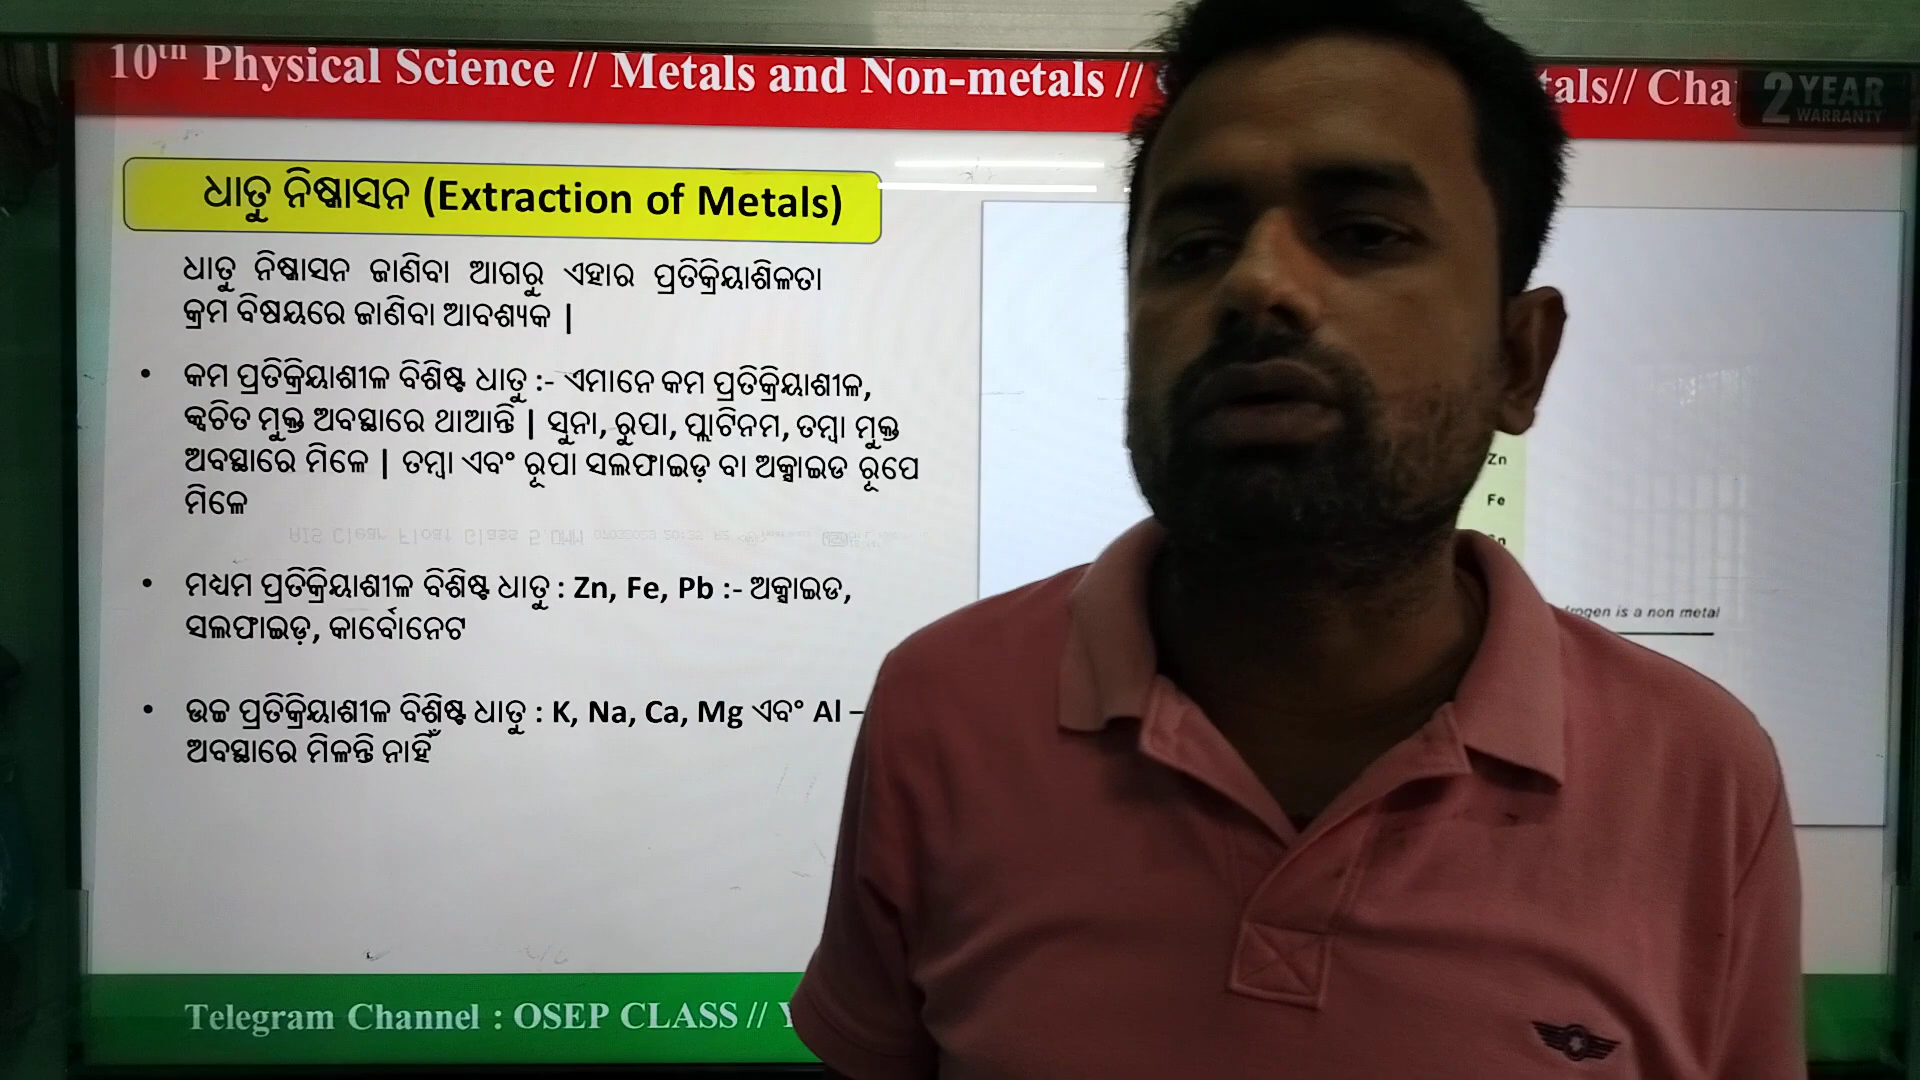 10th Physical Science // Metals and Non-metals //
tals// Cha
2 YEAR
WARRANTY
ଧାତୁ ନିଷ୍କାସନ (Extraction of Metals)
ଧାତୁ ନିଷ୍କାସନ ଜାଣିବା ଆଗରୁ ଏହାର ପ୍ରତିକ୍ରିୟାଶିଳତା
କ୍ରମ ବିଷୟରେ ଜାଣିବା ଆବଶ୍ୟକ |
• କମ ପ୍ରତିକ୍ରିୟାଶୀଳ ବିଶିଷ୍ଟ ଧାତୁ :- ଏମାନେ କମ ପ୍ରତିକ୍ରିୟାଶୀଳ,
କ୍ୱଚିତ ମୁକ୍ତ ଅବସ୍ଥାରେ ଥାଆନ୍ତି | ସୁନା, ରୁପା, ପ୍ଲାଟିନମ, ତମ୍ବା ମୁକ୍ତ
ଅବସ୍ଥାରେ ମିଳେ | ତମ୍ବା ଏବଂ ରୂପା ସଲଫାଇଡ଼ ବା ଅକ୍ସାଇଡ ରୂପେ
ମିଳେ
• ମଧ୍ୟମ ପ୍ରତିକ୍ରିୟାଶୀଳ ବିଶିଷ୍ଟ ଧାତୁ : Zn, Fe, Pb :- ଅକ୍ସାଇଡ,
ସଲଫାଇଡ଼, କାର୍ବୋନେଟ
• ଉଚ୍ଚ ପ୍ରତିକ୍ରିୟାଶୀଳ ବିଶିଷ୍ଟ ଧାତୁ : K, Na, Ca, Mg ଏବଂ Al –
ଅବସ୍ଥାରେ ମିଳନ୍ତି ନାହିଁ
Zn
Fe
rogen is a non metal
Telegram Channel : OSEP CLASS // Y